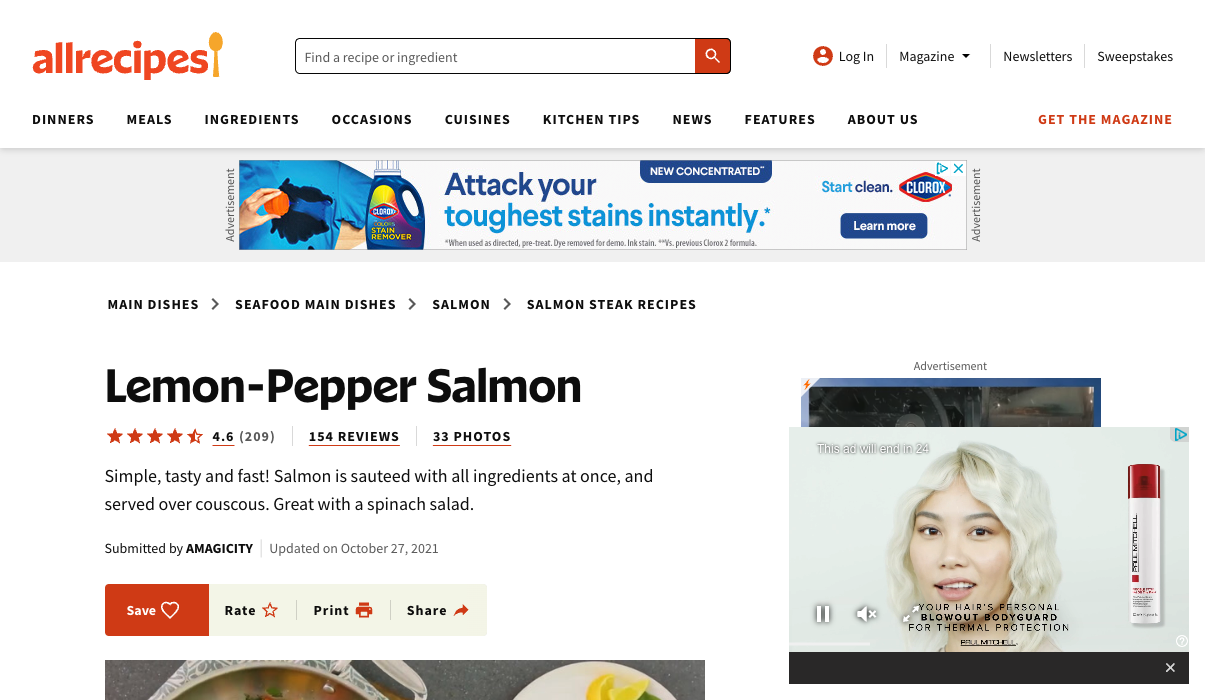 allrecipes
Find a recipe or ingredient
Log In
Magazine
Newsletters
Sweepstakes
DINNERS
MEALS
INGREDIENTS
OCCASIONS
CUISINES
KITCHEN TIPS
NEWS
FEATURES
ABOUT US
GET THE MAGAZINE
Advertisement
CLOROX
STAIN
REMOVER
Attack your
toughest stains instantly.*
NEW CONCENTRATED**
*When used as directed, pre-treat. Dye removed for demo. Ink stain. **Vs. previous Clorox 2 formula.
Start clean. CLOROX
Learn more
Advertisement
MAIN DISHES
SEAFOOD MAIN DISHES
SALMON
SALMON STEAK RECIPES
Lemon-Pepper Salmon
4.6 (209)
154 REVIEWS
33 PHOTOS
Simple, tasty and fast! Salmon is sauteed with all ingredients at once, and
served over couscous. Great with a spinach salad.
Submitted by AMAGICITY
Updated on October 27, 2021
Save
Rate
Print
Share
Advertisement
This ad will end in 24
PAUL MITCHELL
YOUR HAIR'S PERSONAL
BLOWOUT BODYGUARD
FOR THERMAL PROTECTION
PAUL MITCHELL